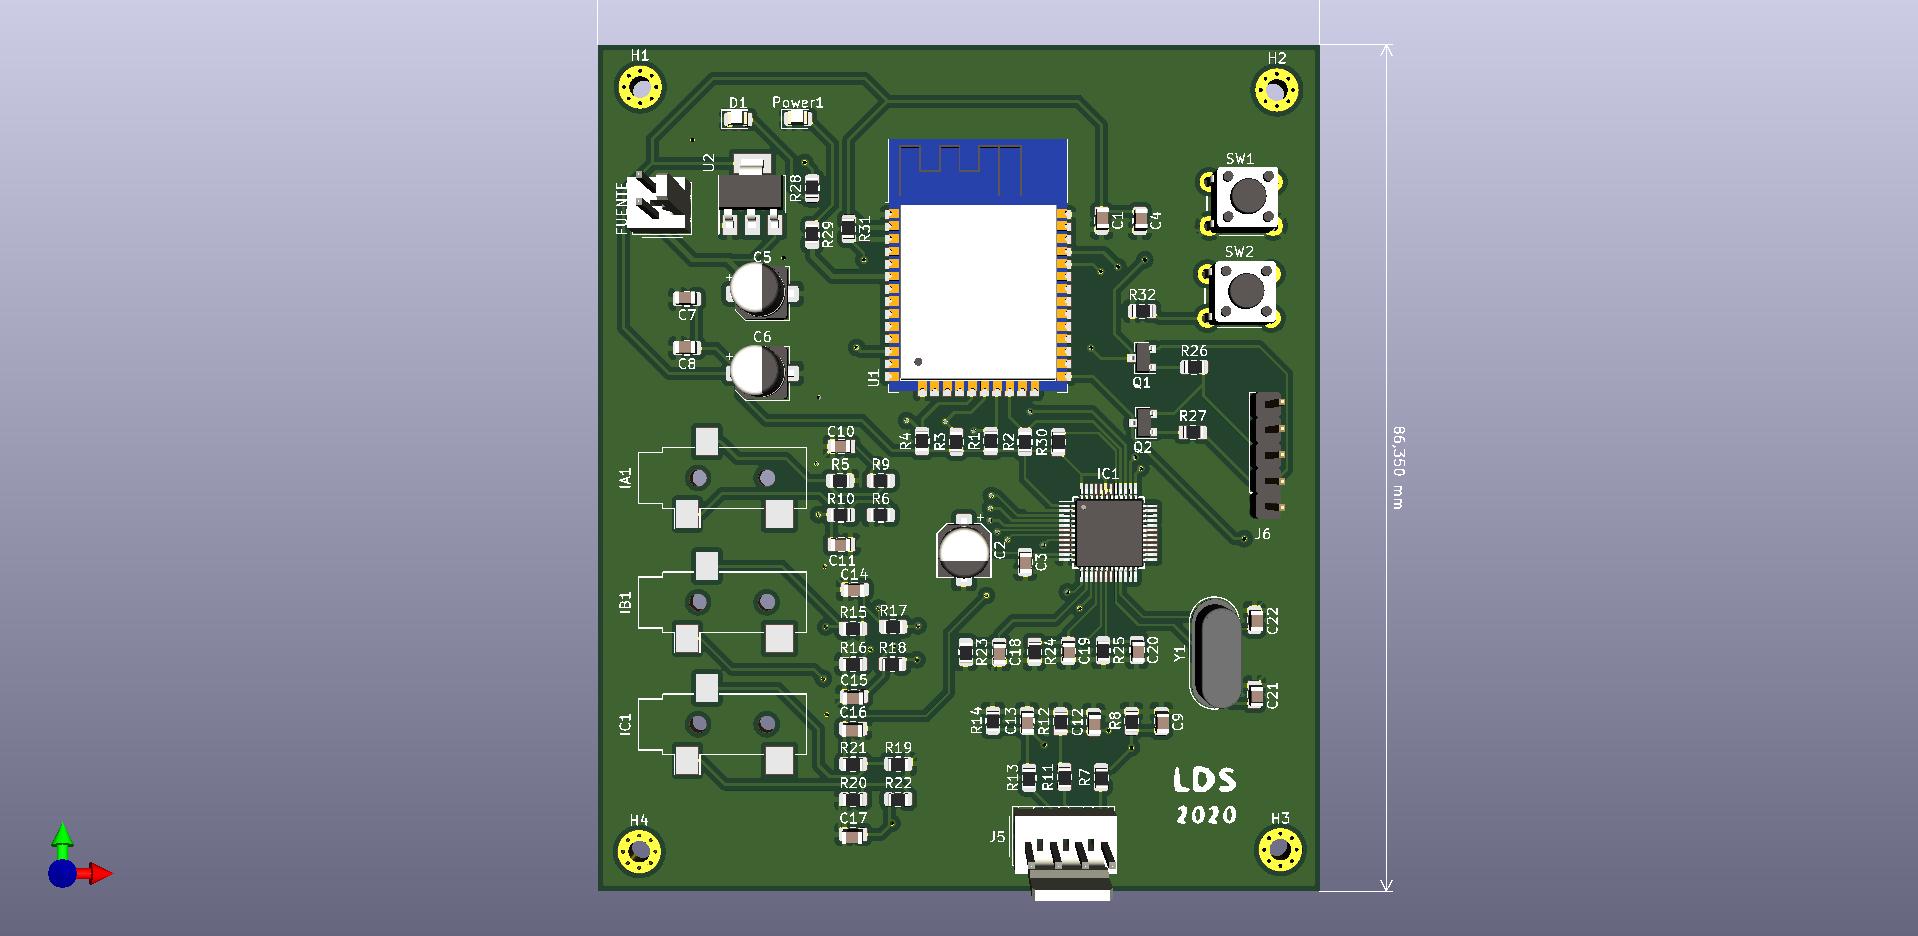 H1
H2
D1
Power1
U2
SW1
FUENTE
R28
R29
R31
C1
C4
C5
SW2
C7
R32
C6
C8
U1
Q1
R26
Q2
R27
86,350 mm
C10
R4
R3
R1
R2
R30
IA1
R5
R9
IC1
R10
R6
J6
C2
C3
C11
C14
IB1
R15
R17
C22
R16
R18
R23
C18
R24
C19
R25
C20
Y1
C15
C21
C16
IC1
R14
C13
R12
C12
R8
C9
R21
R19
R13
R11
R7
LDS
R20
R22
2020
H4
C17
J5
H3